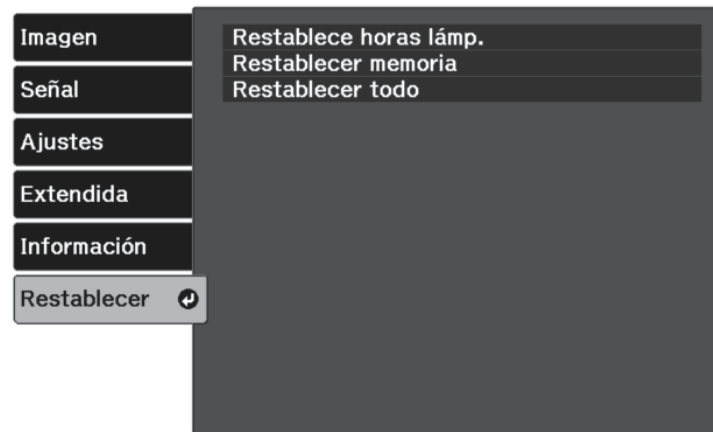 Imagen
Señal
Ajustes
Extendida
Información
Restablecer
Restablece horas lámp.
Restablecer memoria
Restablecer todo